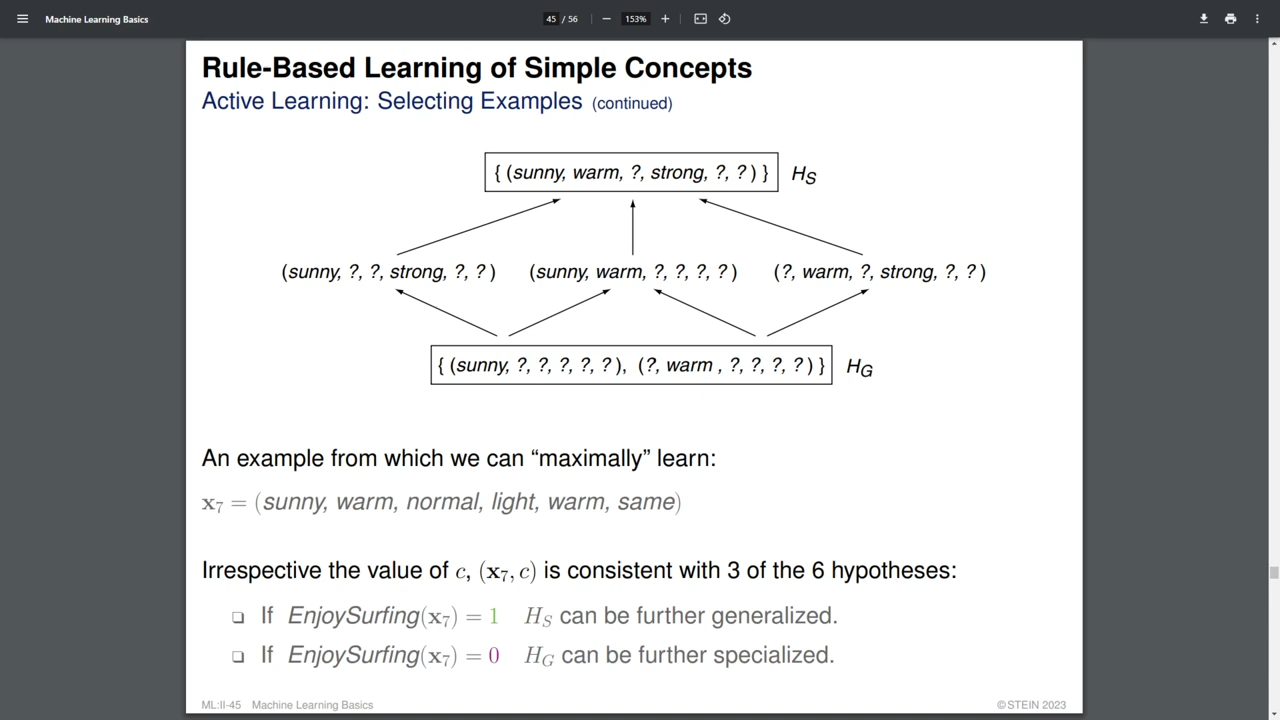 Machine Learning Basics
45 / 56
153%
Rule-Based Learning of Simple Concepts
Active Learning: Selecting Examples (continued)
{ (sunny, warm, ?, strong, ?, ? ) } H_S
(sunny, ?, ?, strong, ?, ? ) (sunny, warm, ?, ?, ?, ? ) (?, warm, ?, strong, ?, ? )
{ (sunny, ?, ?, ?, ?, ? ), (?, warm , ?, ?, ?, ? ) } H_G
An example from which we can “maximally” learn:
x₇ = (sunny, warm, normal, light, warm, same)
Irrespective the value of c, (x₇, c) is consistent with 3 of the 6 hypotheses:
❑ If EnjoySurfing(x₇) = 1 H_S can be further generalized.
❑ If EnjoySurfing(x₇) = 0 H_G can be further specialized.
ML:II-45 Machine Learning Basics ©STEIN 2023